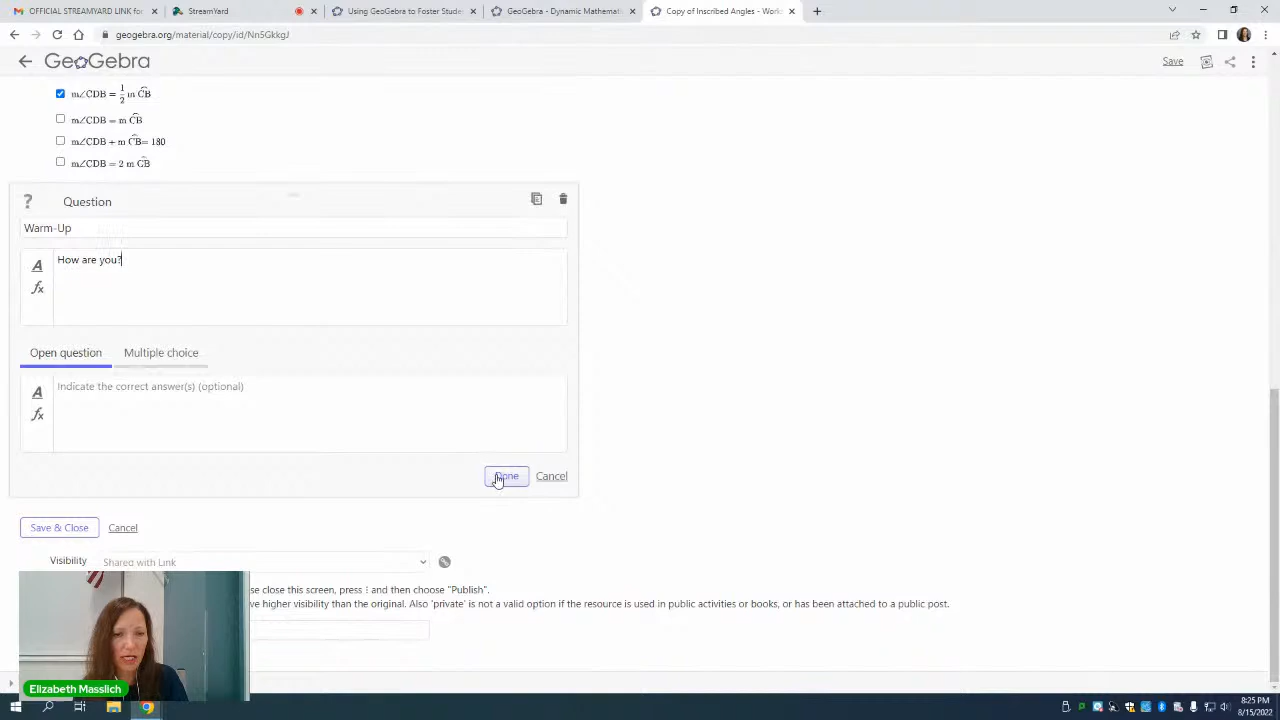 OFFICIAL STREAMYARD LINK for
StreamYard
Using GeoGebra to Foster Stude
GeoGebra - Dynamic Mathemati
Copy of Inscribed Angles - Work
geogebra.org/material/copy/id/Nn5GkkgJ
GeoGebra
Save
m∠CDB = 1/2 m CB
m∠CDB = m CB
m∠CDB + m CB= 180
m∠CDB = 2 m CB
? Question
Warm-Up
A
How are you?
fx
Open question Multiple choice
A
Indicate the correct answer(s) (optional)
fx
Done Cancel
Save & Close Cancel
Visibility Shared with Link
se close this screen, press ⋮ and then choose "Publish".
ve higher visibility than the original. Also 'private' is not a valid option if the resource is used in public activities or books, or has been attached to a public post.
Elizabeth Masslich
8:25 PM
8/15/2022